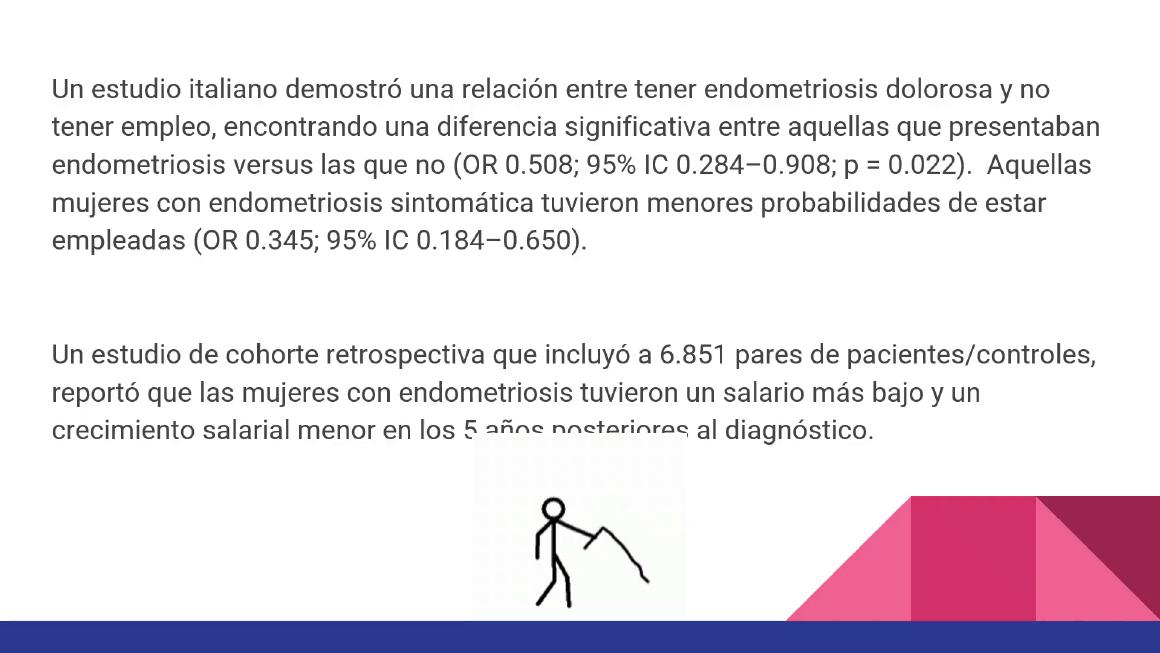 Un estudio italiano demostró una relación entre tener endometriosis dolorosa y no
tener empleo, encontrando una diferencia significativa entre aquellas que presentaban
endometriosis versus las que no (OR 0.508; 95% IC 0.284–0.908; p = 0.022).  Aquellas
mujeres con endometriosis sintomática tuvieron menores probabilidades de estar
empleadas (OR 0.345; 95% IC 0.184–0.650).
Un estudio de cohorte retrospectiva que incluyó a 6.851 pares de pacientes/controles,
reportó que las mujeres con endometriosis tuvieron un salario más bajo y un
crecimiento salarial menor en los 5 años posteriores al diagnóstico.